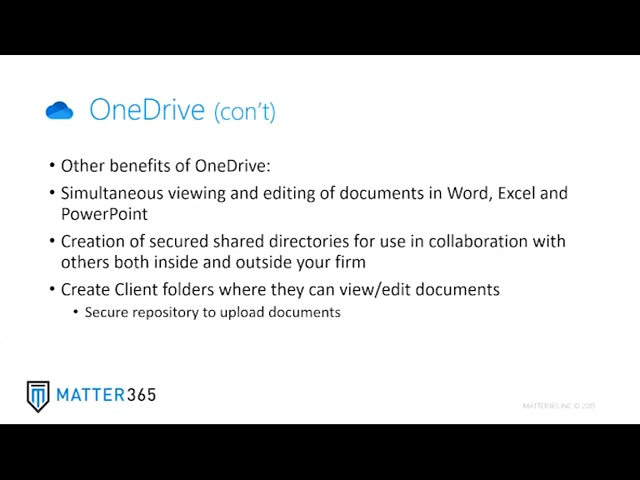 OneDrive (con't)
• Other benefits of OneDrive:
• Simultaneous viewing and editing of documents in Word, Excel and
PowerPoint
• Creation of secured shared directories for use in collaboration with
others both inside and outside your firm
• Create Client folders where they can view/edit documents
• Secure repository to upload documents
MATTER365
MATTER365 INC © 2019